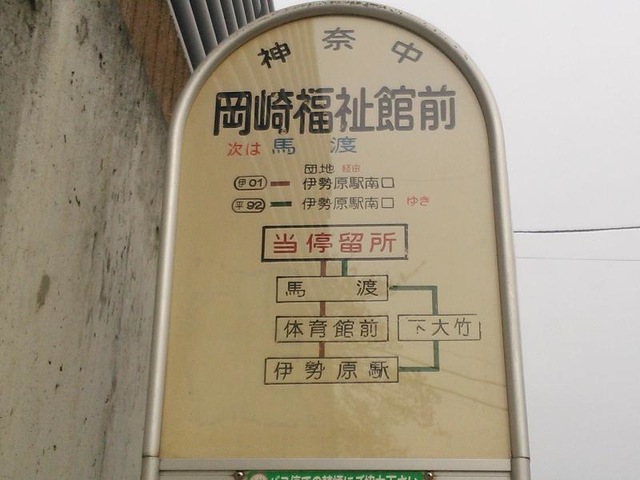 神奈中
岡崎福祉館前
次は 馬渡
団地 経由
伊01 伊勢原駅南口
平92 伊勢原駅南口 ゆき
当停留所
馬渡
体育館前 下大竹
伊勢原駅